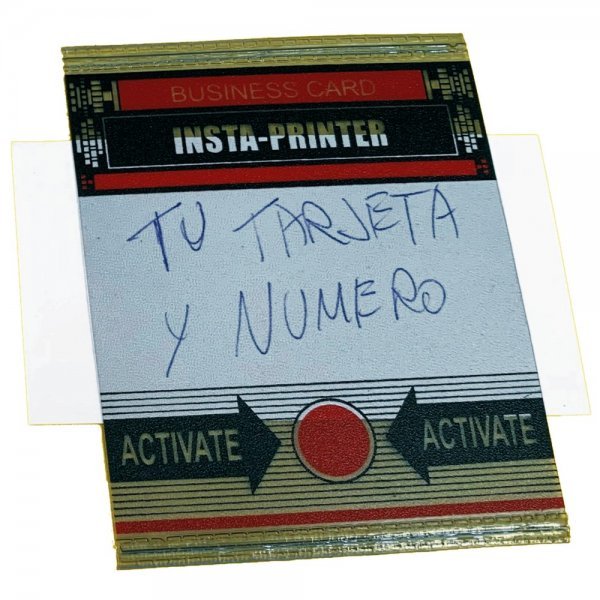 BUSINESS CARD
INSTA-PRINTER
TU TARJETA
Y NUMERO
ACTIVATE ACTIVATE